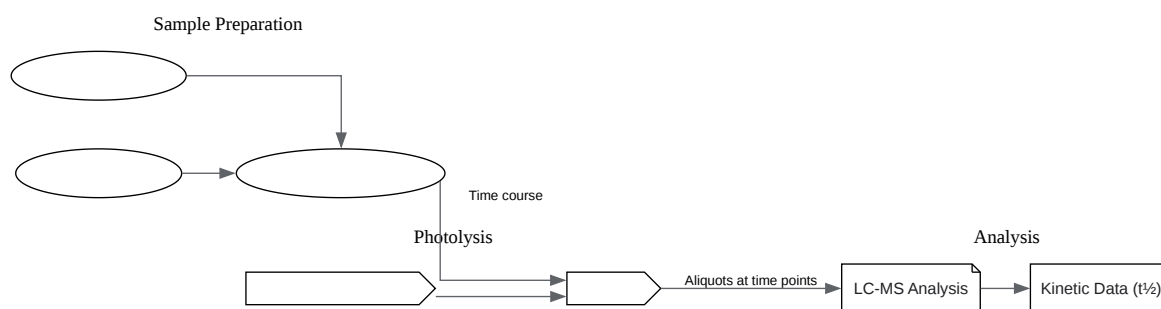 Sample Preparation
Time course
Photolysis
Analysis
Aliquots at time points
LC-MS Analysis
Kinetic Data (t½)